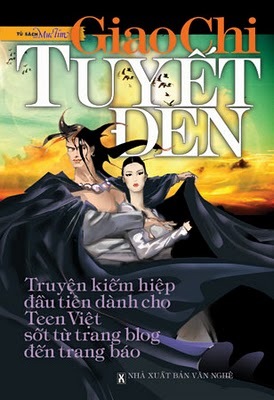 TỦ SÁCH Mực Tím
Giao Chi
TUYẾT
ĐEN
Truyện kiếm hiệp
đầu tiên dành cho
Teen Việt
sốt từ trang blog
đến trang báo
NHÀ XUẤT BẢN VĂN NGHỆ